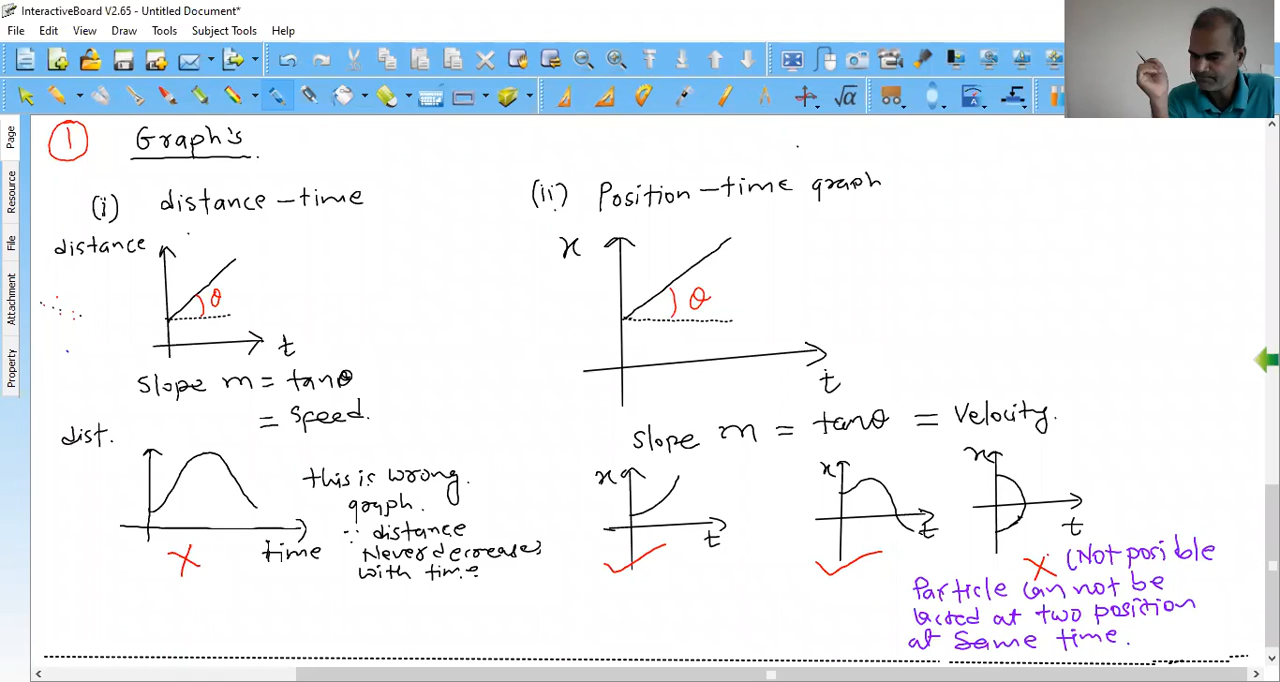 InteractiveBoard V2.65 - Untitled Document*
File Edit View Draw Tools Subject Tools Help
Page
Resource
File
Attachment
Property
√α
① Graph's
(i) distance - time
distance
θ
t
slope m = tanθ
= speed.
dist.
time
X
this is wrong
graph.
∵ distance
Never decreases
with time.
(ii) Position - time graph
x
θ
t
slope m = tanθ = Velocity.
x
t
x
t
x
t
X (Not posible
Particle can not be
at two position
at same time.